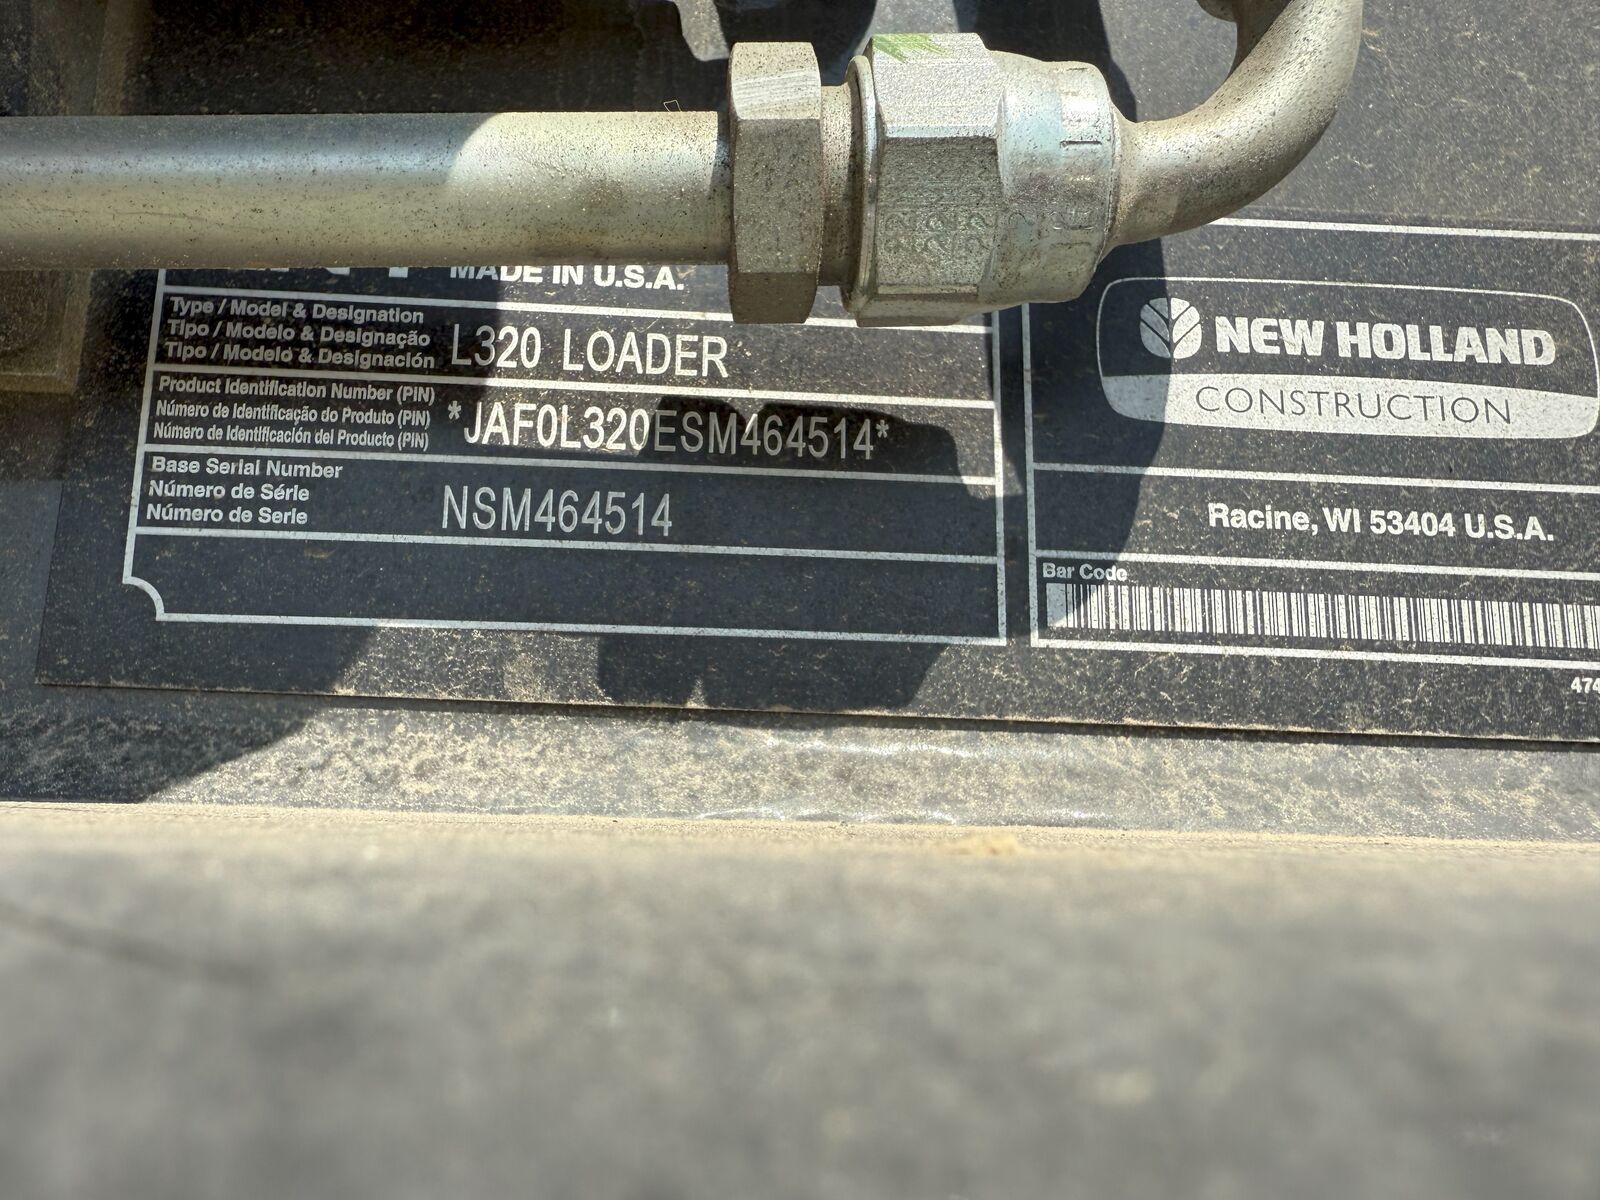 MADE IN U.S.A.
Type / Model & Designation
Tipo / Modelo & Designação
Tipo / Modelo & Designación
L320 LOADER
Product Identification Number (PIN)
Número de Identificação do Produto (PIN)
Número de Identificación del Producto (PIN)
*JAF0L320ESM464514*
Base Serial Number
Número de Série
Número de Serie
NSM464514
NEW HOLLAND
CONSTRUCTION
Racine, WI 53404 U.S.A.
Bar Code
474